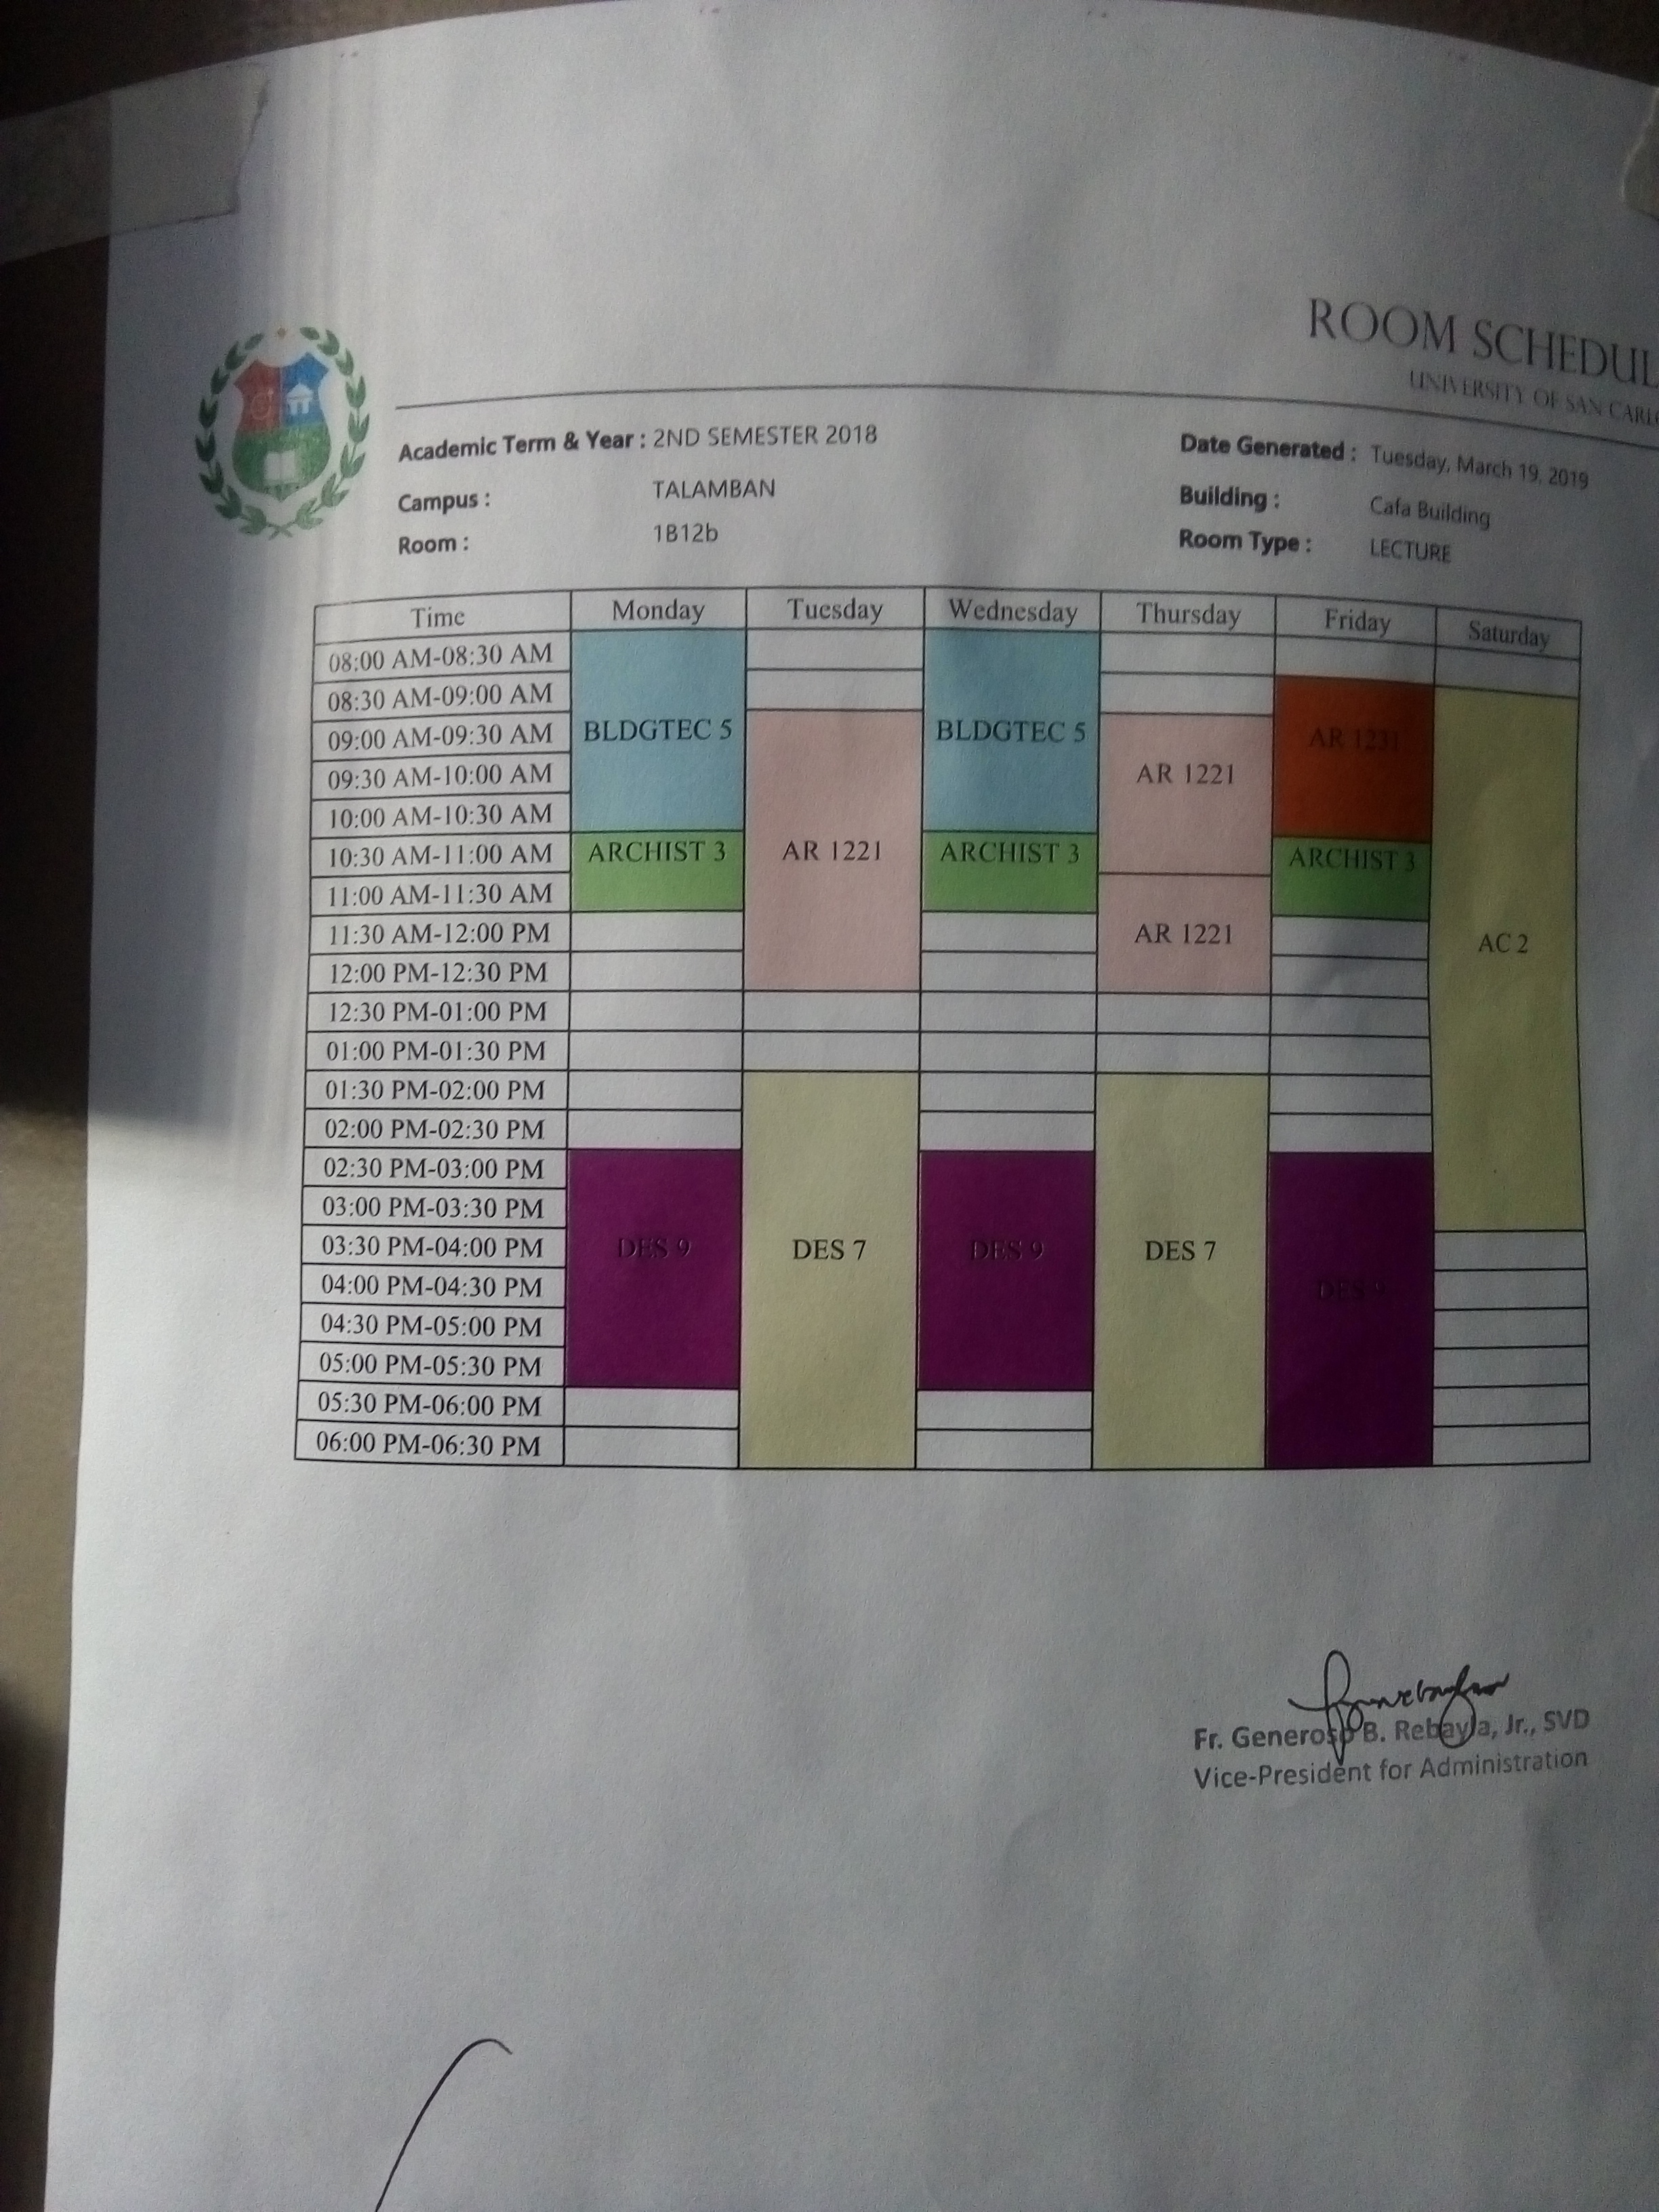 ROOM SCHEDUL
UNIVERSITY OF SAN CARL
Academic Term & Year : 2ND SEMESTER 2018
Date Generated : Tuesday, March 19, 2019
Campus : TALAMBAN
Building : Cafa Building
Room : 1B12b
Room Type : LECTURE
Time Monday Tuesday Wednesday Thursday Friday Saturday
08:00 AM-08:30 AM
08:30 AM-09:00 AM
09:00 AM-09:30 AM BLDGTEC 5 BLDGTEC 5 AR 1231
09:30 AM-10:00 AM AR 1221
10:00 AM-10:30 AM
10:30 AM-11:00 AM ARCHIST 3 AR 1221 ARCHIST 3 ARCHIST 3
11:00 AM-11:30 AM
11:30 AM-12:00 PM AR 1221 AC 2
12:00 PM-12:30 PM
12:30 PM-01:00 PM
01:00 PM-01:30 PM
01:30 PM-02:00 PM
02:00 PM-02:30 PM
02:30 PM-03:00 PM
03:00 PM-03:30 PM
03:30 PM-04:00 PM DES 9 DES 7 DES 9 DES 7
04:00 PM-04:30 PM DES 9
04:30 PM-05:00 PM
05:00 PM-05:30 PM
05:30 PM-06:00 PM
06:00 PM-06:30 PM
Fr. Generoso B. Rebayla, Jr., SVD
Vice-President for Administration